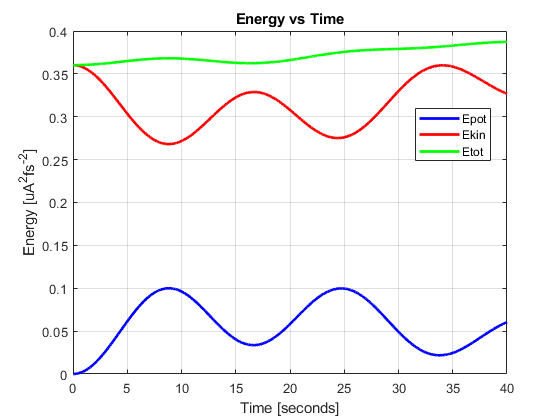 Energy vs Time
0.4
0.35
0.3
0.25
0.2
0.15
0.1
0.05
0
Energy [uA²fs⁻²]
Epot
Ekin
Etot
0 5 10 15 20 25 30 35 40
Time [seconds]